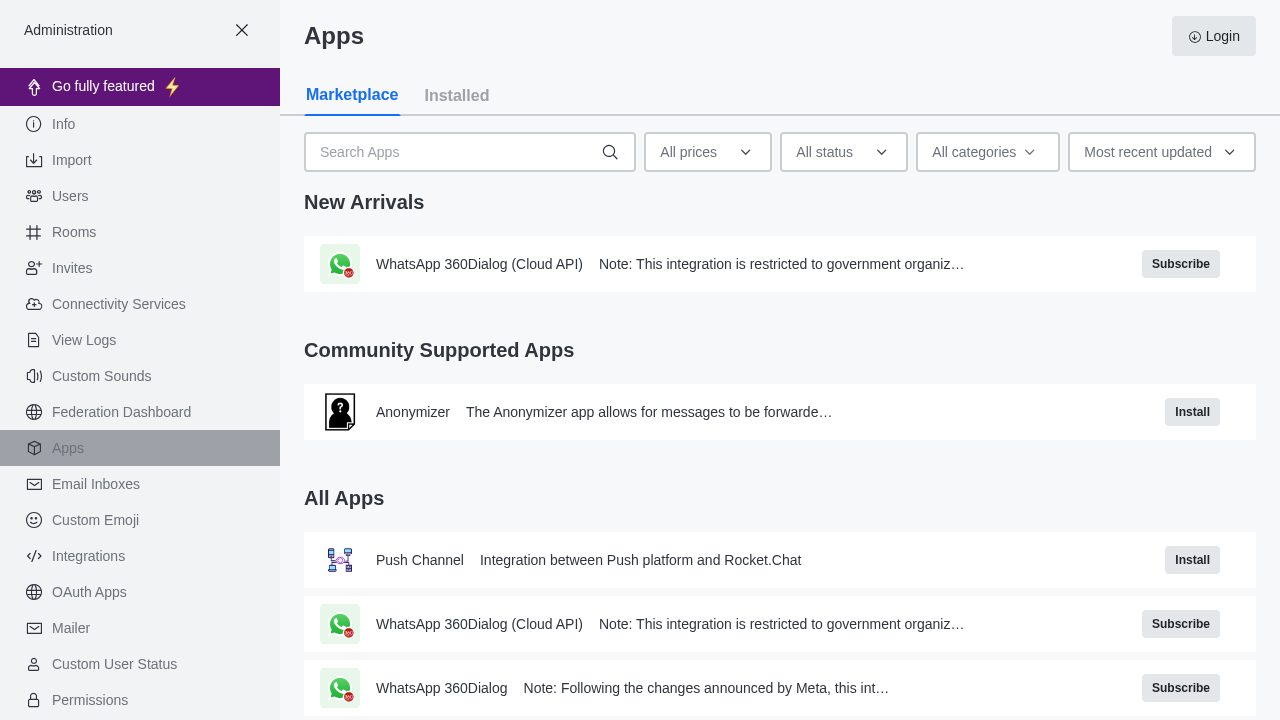 Administration
Go fully featured
Info
Import
Users
Rooms
Invites
Connectivity Services
View Logs
Custom Sounds
Federation Dashboard
Apps
Email Inboxes
Custom Emoji
Integrations
OAuth Apps
Mailer
Custom User Status
Permissions
Apps
Login
Marketplace Installed
Search Apps All prices All status All categories Most recent updated
New Arrivals
WhatsApp 360Dialog (Cloud API) Note: This integration is restricted to government organiz… Subscribe
Community Supported Apps
Anonymizer The Anonymizer app allows for messages to be forwarde… Install
All Apps
Push Channel Integration between Push platform and Rocket.Chat Install
WhatsApp 360Dialog (Cloud API) Note: This integration is restricted to government organiz… Subscribe
WhatsApp 360Dialog Note: Following the changes announced by Meta, this int… Subscribe